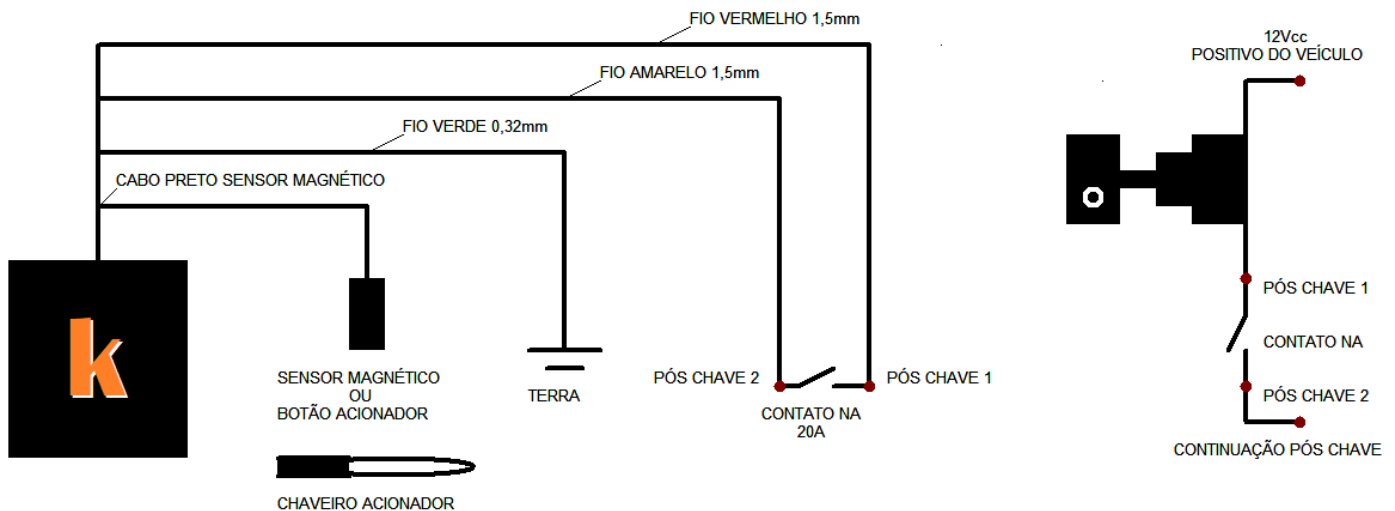 FIO VERMELHO 1,5mm
FIO AMARELO 1,5mm
FIO VERDE 0,32mm
CABO PRETO SENSOR MAGNÉTICO
k
SENSOR MAGNÉTICO
OU
BOTÃO ACIONADOR
CHAVEIRO ACIONADOR
TERRA
PÓS CHAVE 2
PÓS CHAVE 1
CONTATO NA
20A
12Vcc
POSITIVO DO VEÍCULO
PÓS CHAVE 1
CONTATO NA
PÓS CHAVE 2
CONTINUAÇÃO PÓS CHAVE